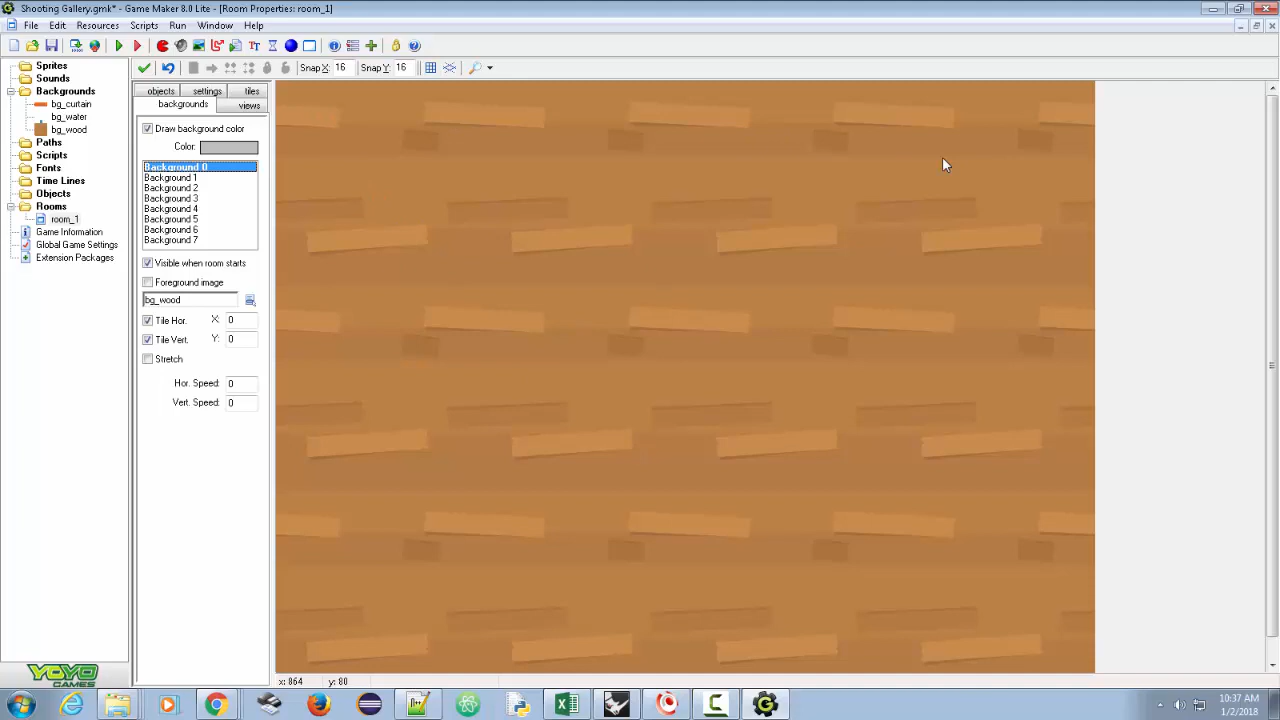 Shooting Gallery.gmk* - Game Maker 8.0 Lite - [Room Properties: room_1]
File Edit Resources Scripts Run Window Help
Snap X: 16 Snap Y: 16
Sprites
Sounds
Backgrounds
bg_curtain
bg_water
bg_wood
Paths
Scripts
Fonts
Time Lines
Objects
Rooms
room_1
Game Information
Global Game Settings
Extension Packages
objects settings tiles
backgrounds views
Draw background color
Color:
Background 0
Background 1
Background 2
Background 3
Background 4
Background 5
Background 6
Background 7
Visible when room starts
Foreground image
bg_wood
Tile Hor. X: 0
Tile Vert. Y: 0
Stretch
Hor. Speed: 0
Vert. Speed: 0
YOYO
GAMES
x: 864 y: 80
10:37 AM
1/2/2018